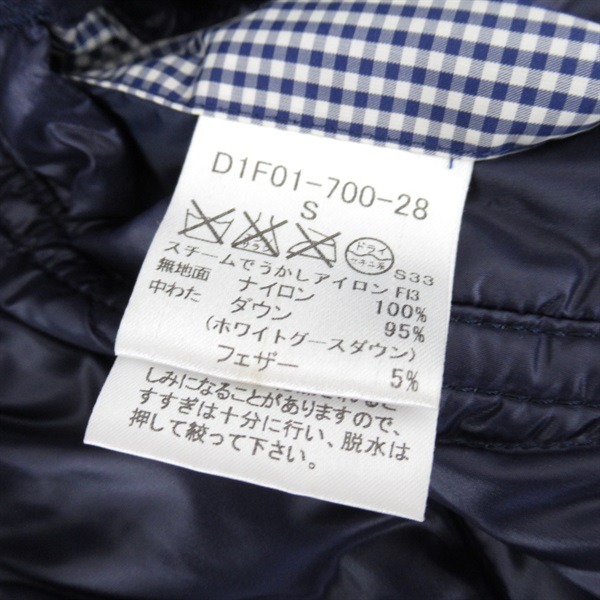 D1F01-700-28
S
ドライ
セキユ系
S33
スチームでうかしアイロン F13
無地面 ナイロン 100%
中わた ダウン 95%
(ホワイトグースダウン)
フェザー 5%
しみになることがありますので、
すすぎは十分に行い、脱水は
押して絞って下さい。